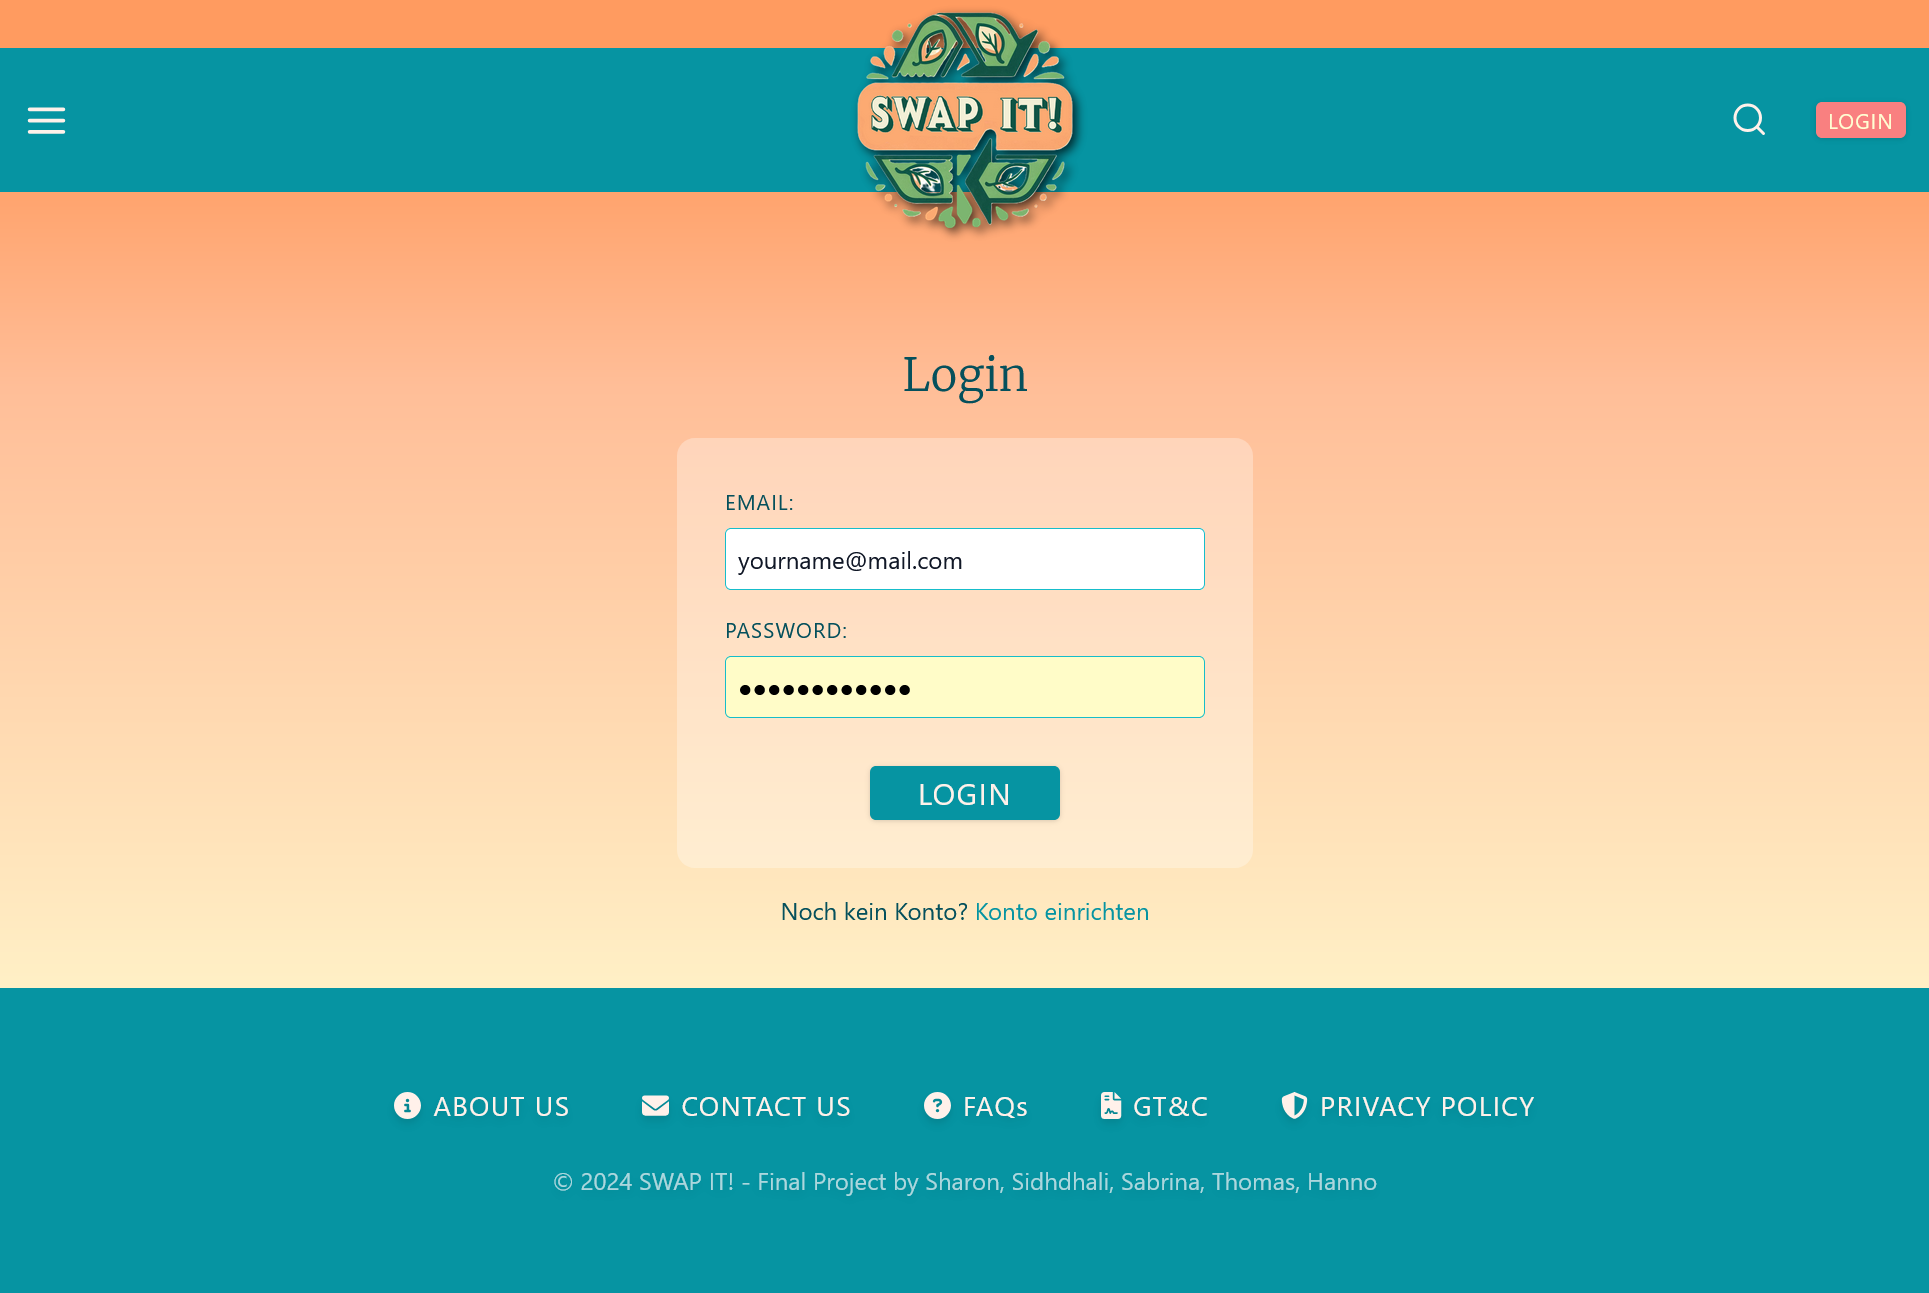 SWAP IT!
LOGIN
Login
EMAIL:
yourname@mail.com
PASSWORD:
●●●●●●●●●●●●
LOGIN
Noch kein Konto? Konto einrichten
ABOUT US CONTACT US FAQs GT&C PRIVACY POLICY
© 2024 SWAP IT! - Final Project by Sharon, Sidhdhali, Sabrina, Thomas, Hanno